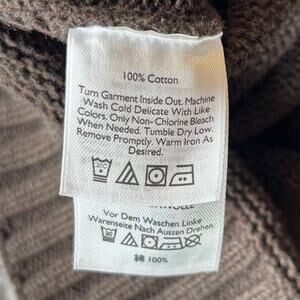 100% Cotton
Turn Garment Inside Out. Machine
Wash Cold Delicate With Like
Colors. Only Non-Chlorine Bleach
When Needed. Tumble Dry Low.
Remove Promptly. Warm Iron As
Desired.
Vor Dem Waschen Linke
Warenseite Nach Aussen Drehen.
100%